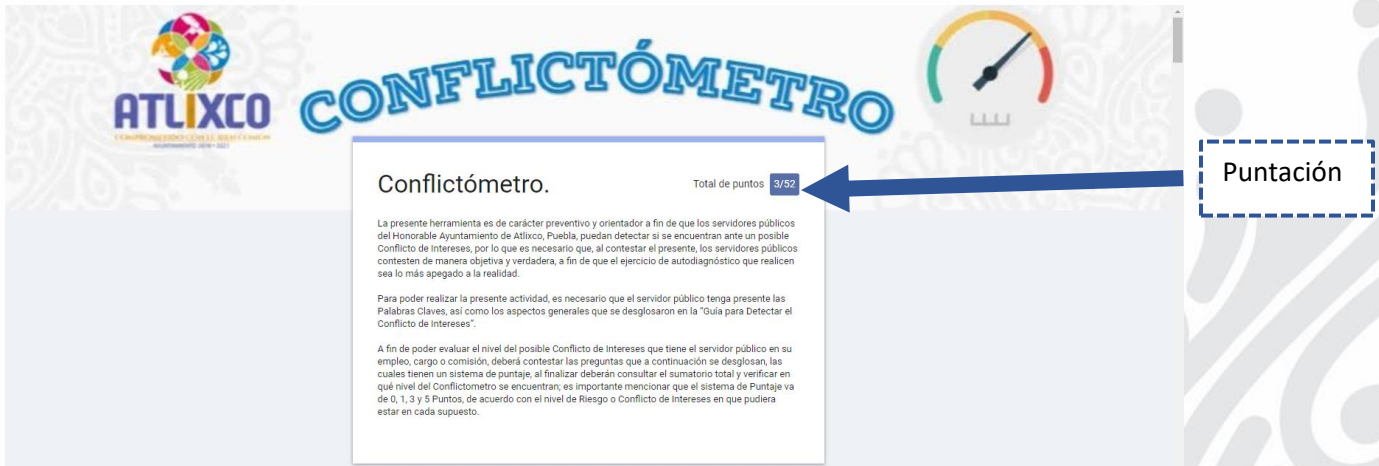 ATLIXCO
COMPROMETIDO CON EL BIEN COMÚN
AYUNTAMIENTO 2018 • 2021
CONFLICTÓMETRO
Conflictómetro.
Total de puntos 3/52
Puntación
La presente herramienta es de carácter preventivo y orientador a fin de que los servidores públicos
del Honorable Ayuntamiento de Atlixco, Puebla, puedan detectar si se encuentran ante un posible
Conflicto de Intereses, por lo que es necesario que, al contestar el presente, los servidores públicos
contesten de manera objetiva y verdadera, a fin de que el ejercicio de autodiagnóstico que realicen
sea lo más apegado a la realidad.
Para poder realizar la presente actividad, es necesario que el servidor público tenga presente las
Palabras Claves, así como los aspectos generales que se desglosaron en la "Guía para Detectar el
Conflicto de Intereses".
A fin de poder evaluar el nivel del posible Conflicto de Intereses que tiene el servidor público en su
empleo, cargo o comisión, deberá contestar las preguntas que a continuación se desglosan, las
cuales tienen un sistema de puntaje, al finalizar deberán consultar el sumatorio total y verificar en
qué nivel del Conflictometro se encuentran; es importante mencionar que el sistema de Puntaje va
de 0, 1, 3 y 5 Puntos, de acuerdo con el nivel de Riesgo o Conflicto de Intereses en que pudiera
estar en cada supuesto.